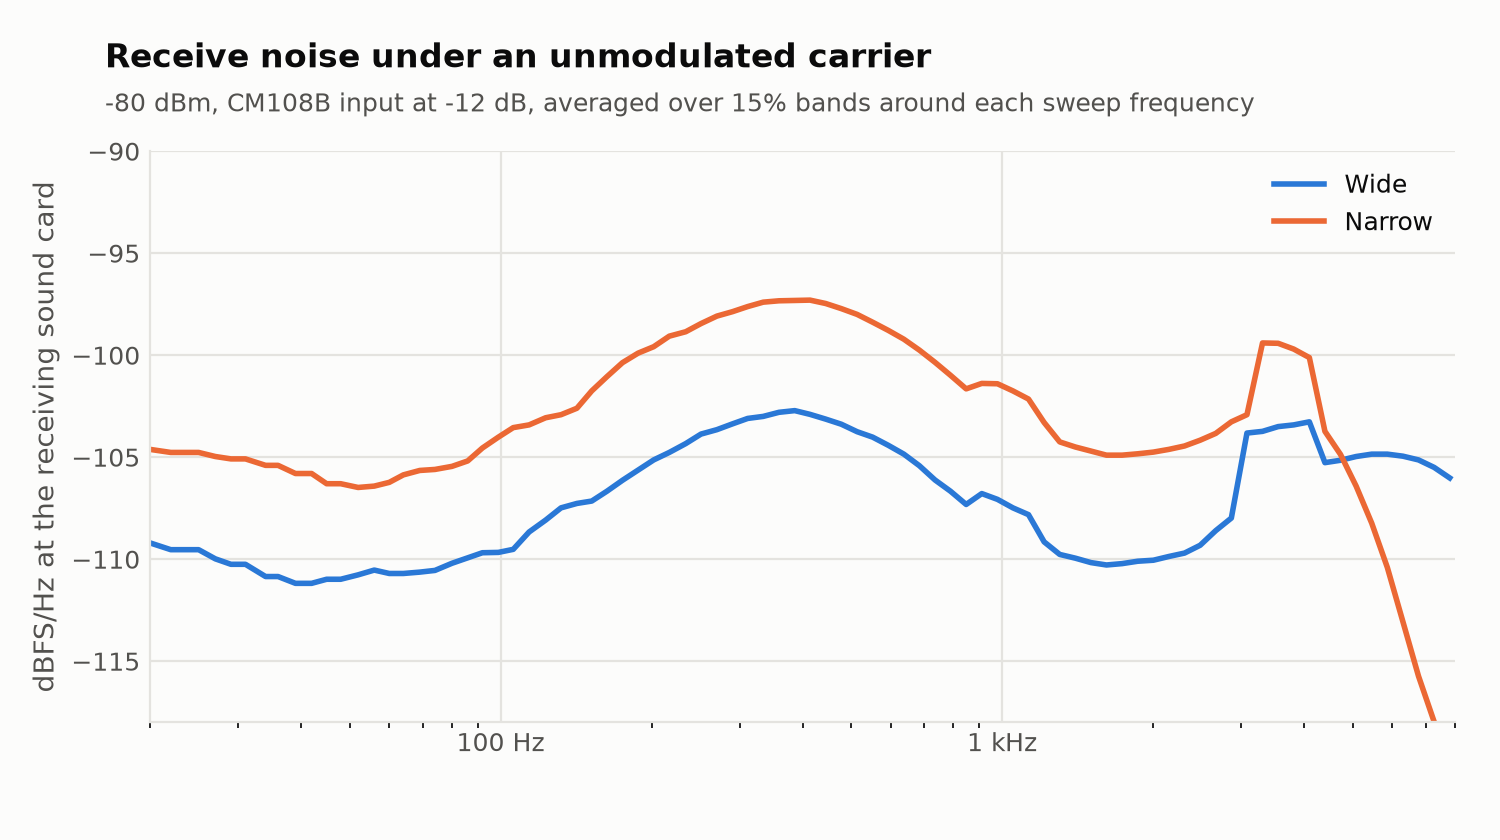 Receive noise under an unmodulated carrier
-80 dBm, CM108B input at -12 dB, averaged over 15% bands around each sweep frequency
dBFS/Hz at the receiving sound card
−90
−95
−100
−105
−110
−115
Wide
Narrow
100 Hz
1 kHz